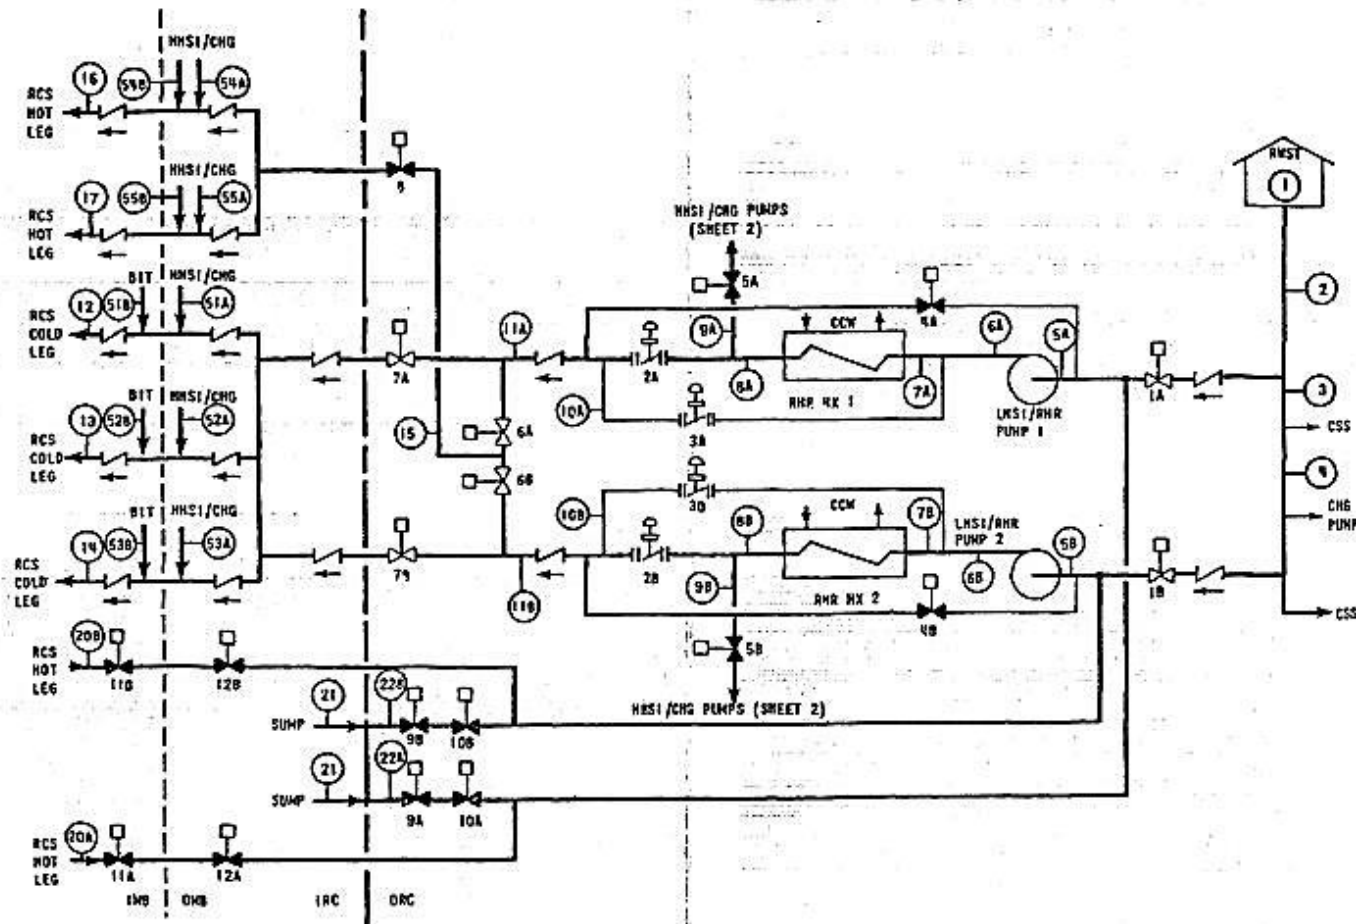 HHSI/CHG
16
54B
54A
RCS
HOT
LEG
HHSI/CHG
17
55B
55A
RCS
HOT
LEG
8
RWST
1
2
3
CSS
4
CHG
PUMP
CSS
HHSI/CHG PUMPS
(SHEET 2)
5A
BIT
HHSI/CHG
12
51B
51A
RCS
COLD
LEG
7A
11A
2A
9A
8A
CCW
4A
6A
5A
7A
RHR HX 1
LHSI/RHR
PUMP 1
1A
10A
3A
BIT
HHSI/CHG
13
52B
52A
RCS
COLD
LEG
15
6A
6B
BIT
HHSI/CHG
14
53B
53A
RCS
COLD
LEG
7B
11B
10B
2B
8B
CCW
7B
LHSI/RHR
PUMP 2
6B
5B
1B
9B
RHR HX 2
4B
5B
HHSI/CHG PUMPS (SHEET 2)
RCS
HOT
LEG
20B
11B
12B
SUMP
21
22B
9B
10B
SUMP
21
22A
9A
10A
RCS
HOT
LEG
20A
11A
12A
IMB
OMB
IRC
ORC